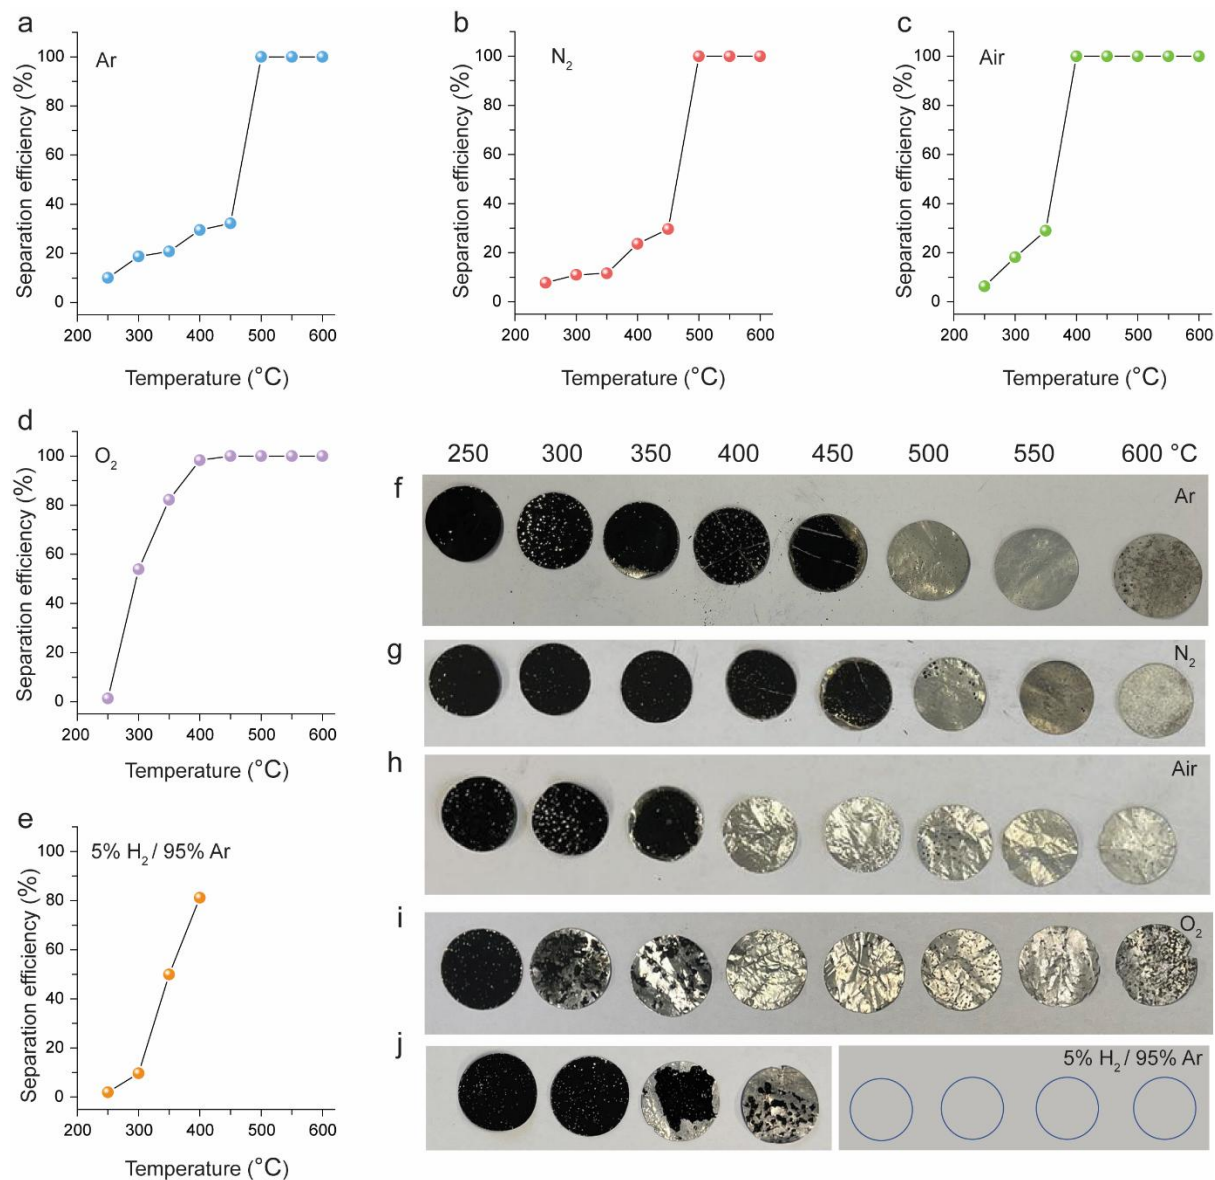 a
Ar
Separation efficiency (%)
100
80
60
40
20
0
200 300 400 500 600
Temperature (°C)
b
N2
Separation efficiency (%)
100
80
60
40
20
0
200 300 400 500 600
Temperature (°C)
c
Air
Separation efficiency (%)
100
80
60
40
20
0
200 300 400 500 600
Temperature (°C)
d
O2
Separation efficiency (%)
100
80
60
40
20
0
200 300 400 500 600
Temperature (°C)
e
5% H2 / 95% Ar
Separation efficiency (%)
100
80
60
40
20
0
200 300 400 500 600
Temperature (°C)
250 300 350 400 450 500 550 600 °C
f
Ar
g
N2
h
Air
i
O2
j
5% H2 / 95% Ar